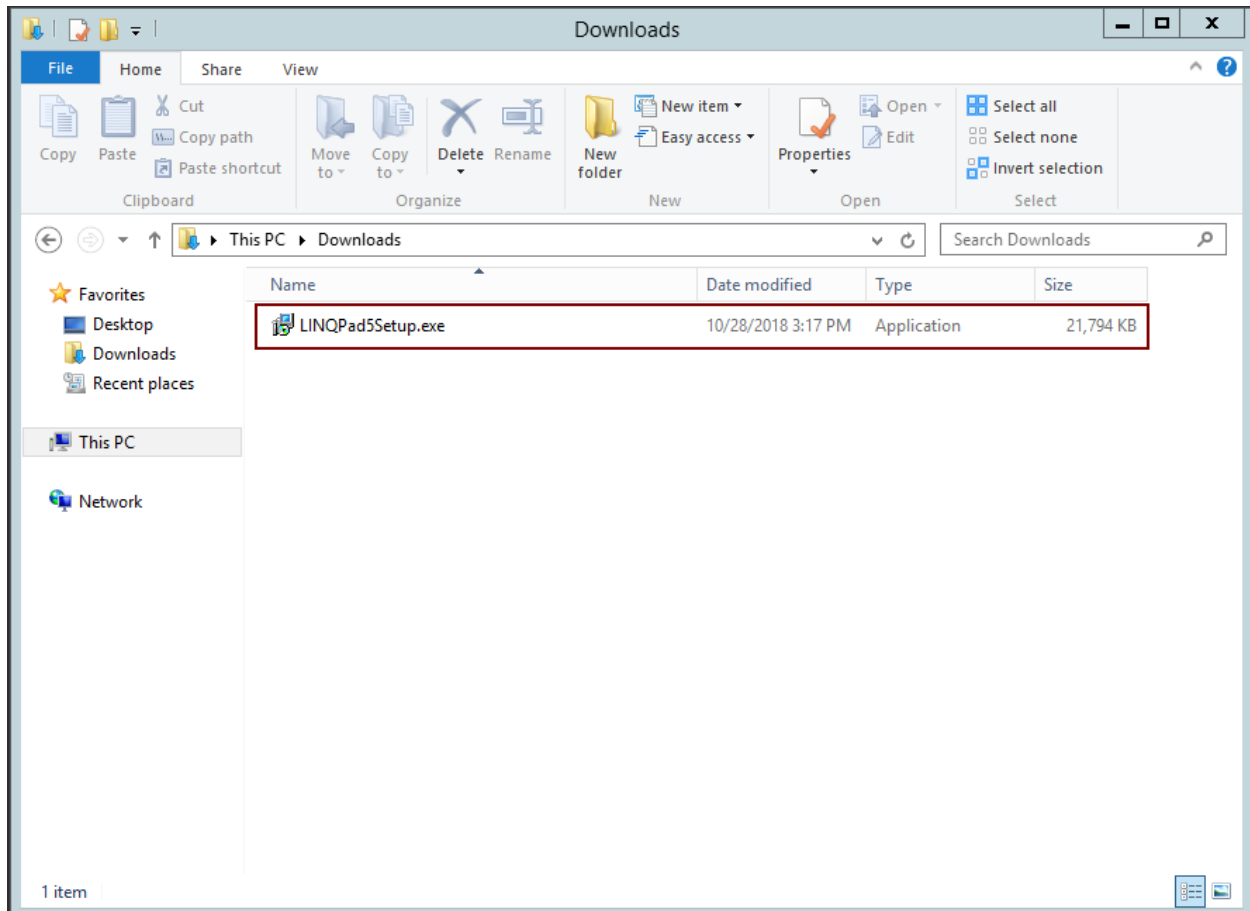 Downloads
File Home Share View
Copy
Paste
Cut
Copy path
Paste shortcut
Clipboard
Move to
Copy to
Delete
Rename
Organize
New folder
New item
Easy access
New
Properties
Open
Edit
Open
Select all
Select none
Invert selection
Select
This PC Downloads
Search Downloads
Favorites
Desktop
Downloads
Recent places
This PC
Network
Name Date modified Type Size
LINQPad5Setup.exe 10/28/2018 3:17 PM Application 21,794 KB
1 item